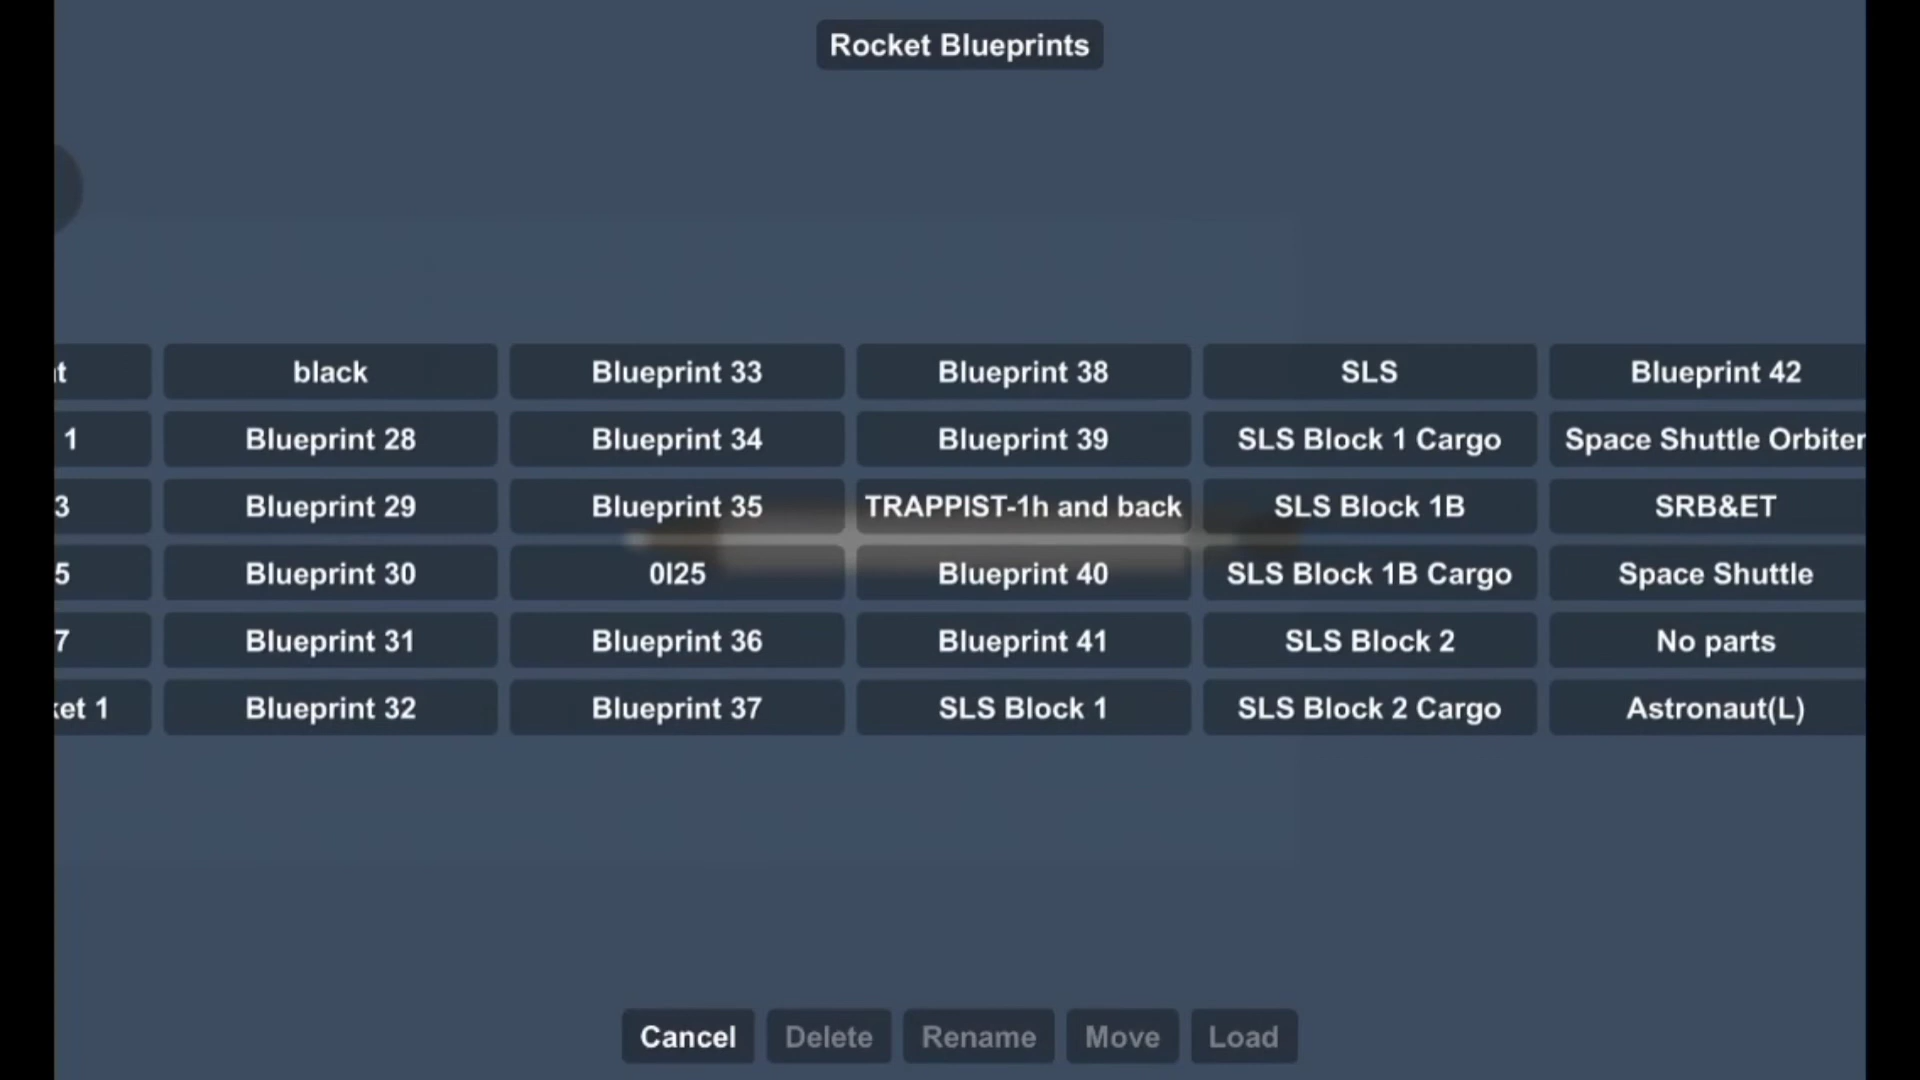 Rocket Blueprints
t black Blueprint 33 Blueprint 38 SLS Blueprint 42
1 Blueprint 28 Blueprint 34 Blueprint 39 SLS Block 1 Cargo Space Shuttle Orbiter
3 Blueprint 29 Blueprint 35 TRAPPIST-1h and back SLS Block 1B SRB&ET
5 Blueprint 30 0l25 Blueprint 40 SLS Block 1B Cargo Space Shuttle
7 Blueprint 31 Blueprint 36 Blueprint 41 SLS Block 2 No parts
et 1 Blueprint 32 Blueprint 37 SLS Block 1 SLS Block 2 Cargo Astronaut(L)
Cancel Delete Rename Move Load